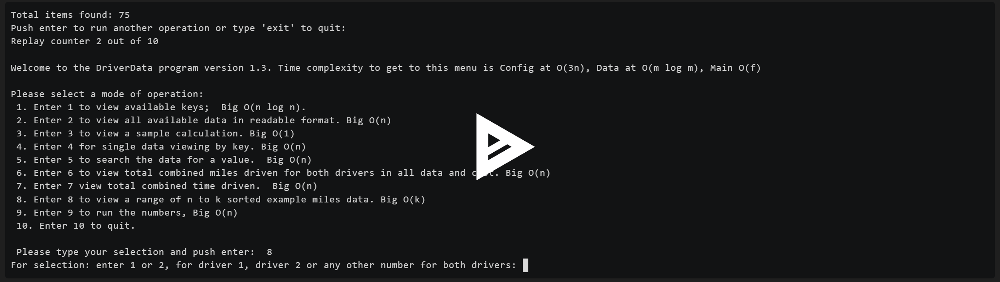 Total items found: 75
Push enter to run another operation or type 'exit' to quit:
Replay counter 2 out of 10
Welcome to the DriverData program version 1.3. Time complexity to get to this menu is Config at O(3n), Data at O(m log m), Main O(f)
Please select a mode of operation:
1. Enter 1 to view available keys;  Big O(n log n).
2. Enter 2 to view all available data in readable format. Big O(n)
3. Enter 3 to view a sample calculation. Big O(1)
4. Enter 4 for single data viewing by key. Big O(n)
5. Enter 5 to search the data for a value.  Big O(n)
6. Enter 6 to view total combined miles driven for both drivers in all data and . Big O(n)
7. Enter 7 view total combined time driven.  Big O(n)
8. Enter 8 to view a range of n to k sorted example miles data. Big O(k)
9. Enter 9 to run the numbers, Big O(n)
10. Enter 10 to quit.
Please type your selection and push enter:  8
For selection: enter 1 or 2, for driver 1, driver 2 or any other number for both drivers: